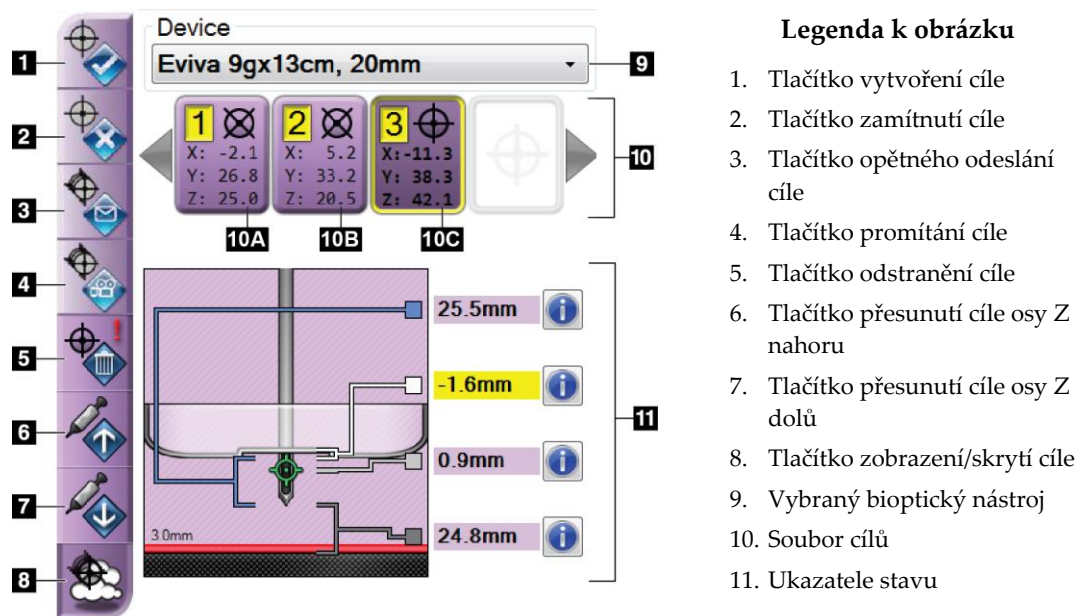 Device
Eviva 9gx13cm, 20mm
1
2
3
4
5
6
7
8
9
10
11
1
X: -2.1
Y: 26.8
Z: 25.0
2
X: 5.2
Y: 33.2
Z: 20.5
3
X:-11.3
Y: 38.3
Z: 42.1
10A
10B
10C
25.5mm
-1.6mm
0.9mm
24.8mm
3.0mm
Legenda k obrázku
1. Tlačítko vytvoření cíle
2. Tlačítko zamítnutí cíle
3. Tlačítko opětného odeslání
cíle
4. Tlačítko promítání cíle
5. Tlačítko odstranění cíle
6. Tlačítko přesunutí cíle osy Z
nahoru
7. Tlačítko přesunutí cíle osy Z
dolů
8. Tlačítko zobrazení/skrytí cíle
9. Vybraný bioptický nástroj
10. Soubor cílů
11. Ukazatele stavu